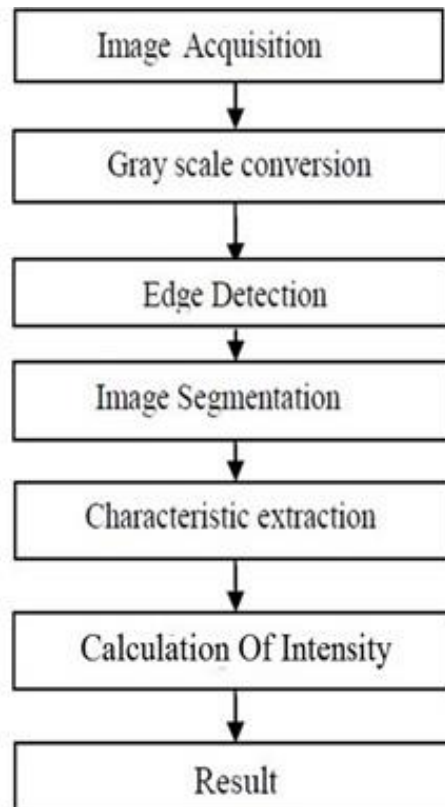 Image Acquisition
Gray scale conversion
Edge Detection
Image Segmentation
Characteristic extraction
Calculation Of Intensity
Result